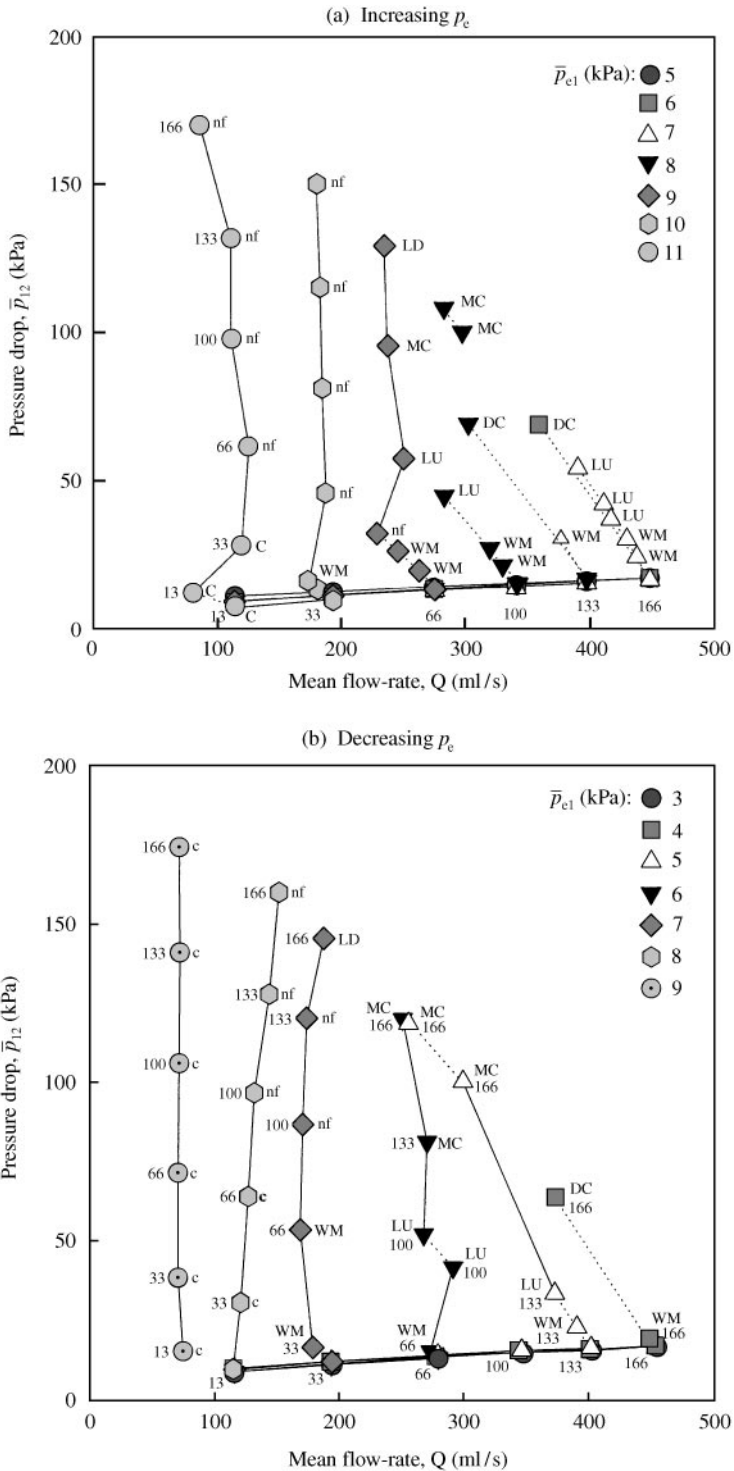 (a) Increasing pe
200
p̅e1 (kPa): 5
6
166 nf
7
150
nf
8
133 nf
LD
9
10
nf
11
Pressure drop, p̅12 (kPa)
100
100 nf
MC
MC
MC
nf
66 nf
DC
DC
LU
LU
50
nf
LU
LU
LU
33 C
nf
WM
WM
WM
WM
WM
WM
WM
13 C
WM
13 C
33
66
100
133
166
0
0 100 200 300 400 500
Mean flow-rate, Q (ml/s)
(b) Decreasing pe
200
p̅e1 (kPa): 3
4
166 c
5
166 nf
6
150
166 LD
7
133 c
8
133 nf
9
133 nf
MC
166
MC
166
Pressure drop, p̅12 (kPa)
100
100 c
100 nf
MC
166
100 nf
133 MC
66 c
66 c
DC
166
66 WM
50
LU
100
LU
100
33 c
33 c
LU
133
WM
133
WM
33
WM
66
WM
166
13 c
13
33
66
100
133
166
0
0 100 200 300 400 500
Mean flow-rate, Q (ml/s)